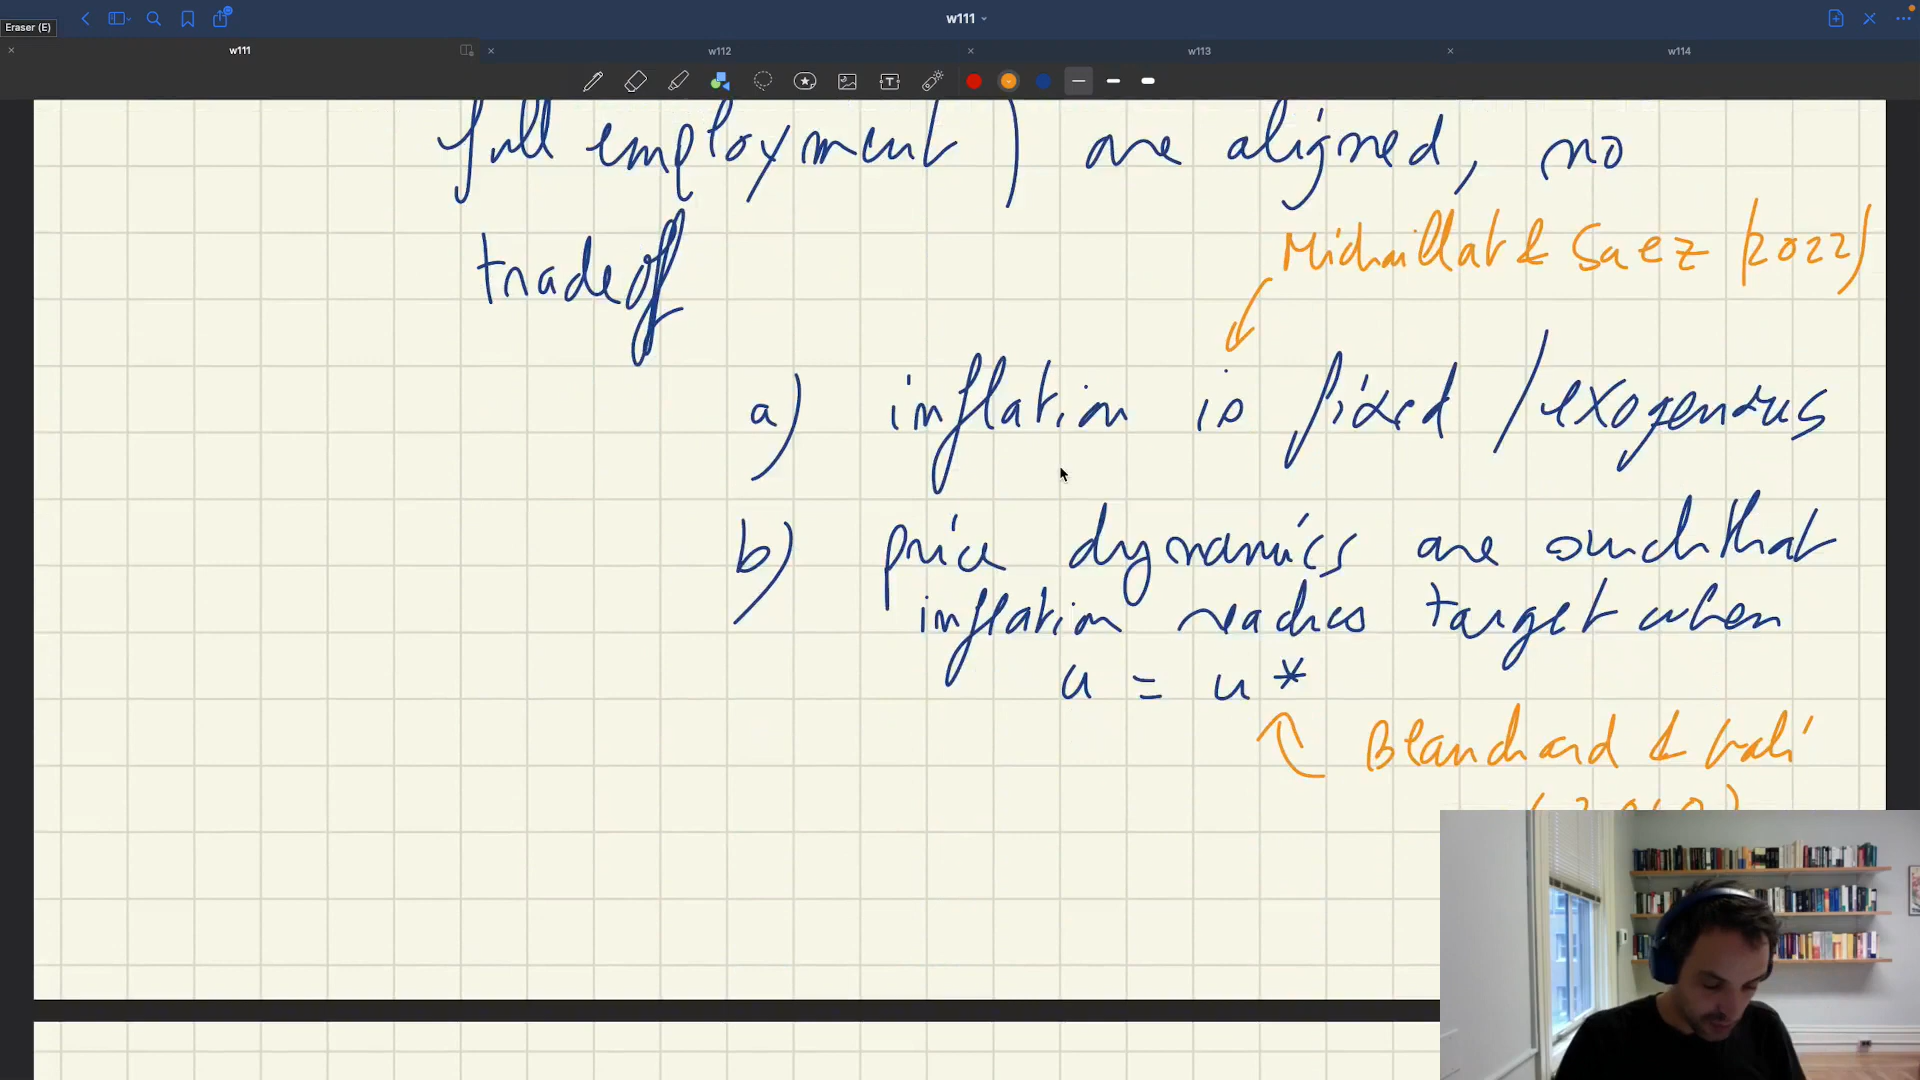 Eraser (E)
w111
w111
w112
w113
w114
full employment) are aligned, no
tradeoff
Michaillat & Saez (2022)
a) inflation is fixed / exogenous
b) price dynamics are such that
inflation reaches target when
u = u*
Blanchard & Gali
(2010)